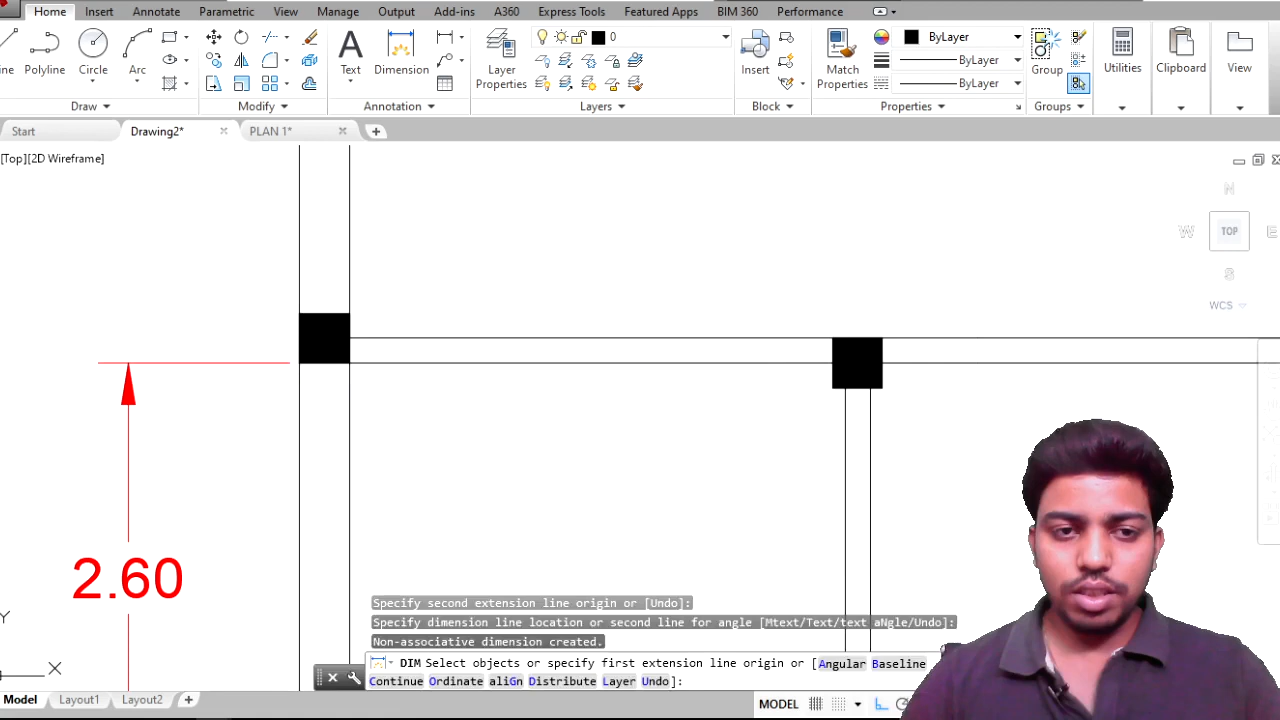 Home Insert Annotate Parametric View Manage Output Add-ins A360 Express Tools Featured Apps BIM 360 Performance
0 ByLayer
Polyline Circle Arc Text Dimension Layer Properties Insert Match Properties ByLayer Group Utilities Clipboard View
ByLayer
Draw Modify Annotation Layers Block Properties Groups
Start Drawing2* PLAN 1* +
[Top][2D Wireframe]
N
W TOP E
S
WCS
2.60
Specify second extension line origin or [Undo]:
Specify dimension line location or second line for angle [Mtext/Text/text aNgle/Undo]:
Non-associative dimension created.
DIM Select objects or specify first extension line origin or [Angular Baseline
Continue Ordinate aliGn Distribute Layer Undo]:
Y
X
Model Layout1 Layout2 + MODEL